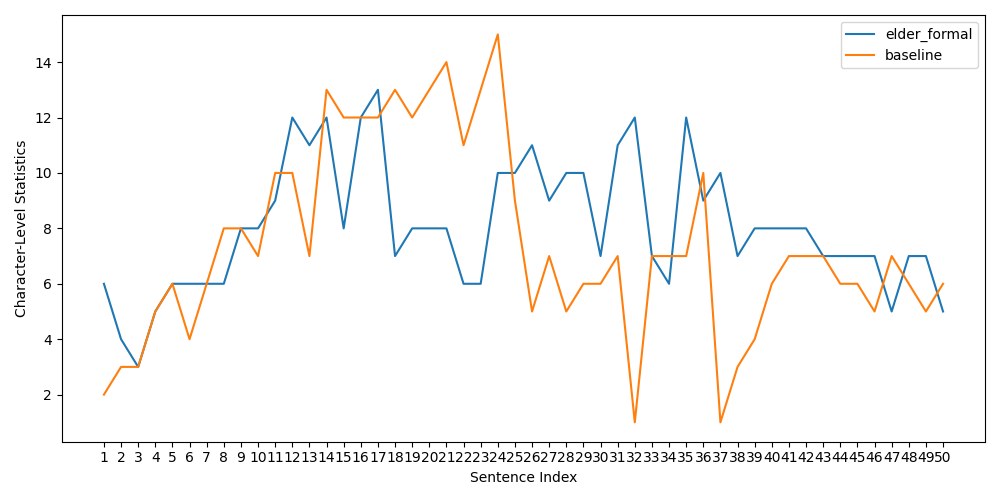 elder_formal
baseline
Character-Level Statistics
14
12
10
8
6
4
2
1 2 3 4 5 6 7 8 9 10 11 12 13 14 15 16 17 18 19 20 21 22 23 24 25 26 27 28 29 30 31 32 33 34 35 36 37 38 39 40 41 42 43 44 45 46 47 48 49 50
Sentence Index